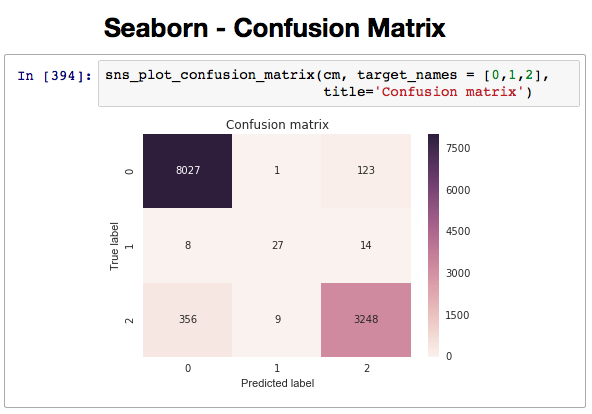 Seaborn - Confusion Matrix
In [394]: sns_plot_confusion_matrix(cm, target_names = [0,1,2],
title='Confusion matrix')
Confusion matrix
0 8027 1 123
1 8 27 14
2 356 9 3248
0 1 2
True label
Predicted label
7500
6000
4500
3000
1500
0